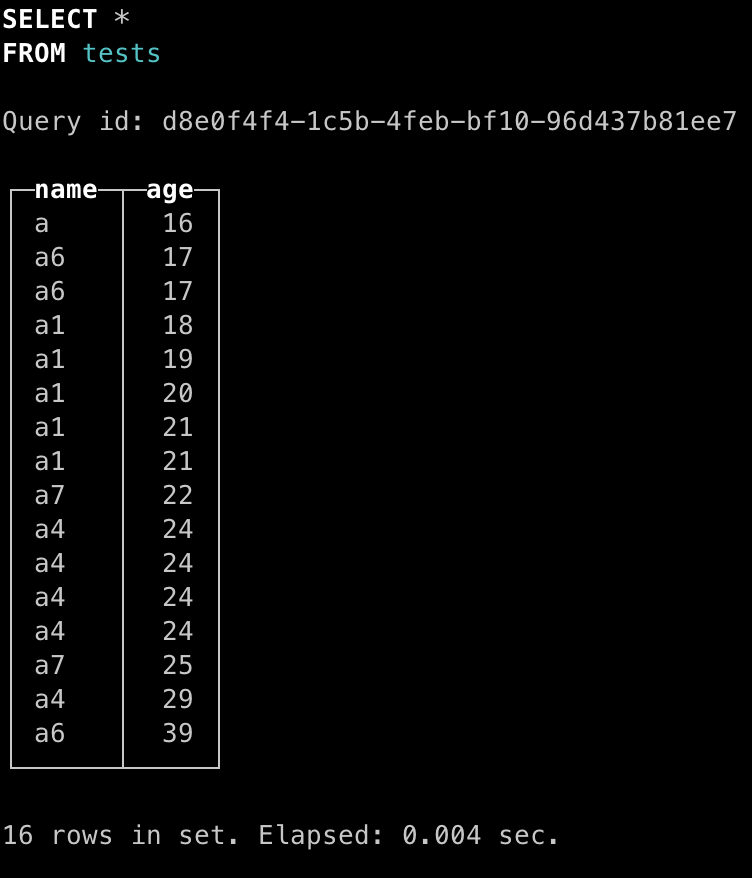 SELECT *
FROM tests
Query id: d8e0f4f4-1c5b-4feb-bf10-96d437b81ee7
name age
a 16
a6 17
a6 17
a1 18
a1 19
a1 20
a1 21
a1 21
a7 22
a4 24
a4 24
a4 24
a4 24
a7 25
a4 29
a6 39
16 rows in set. Elapsed: 0.004 sec.